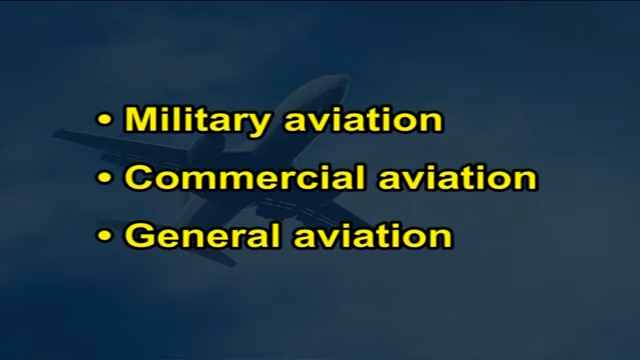 • Military aviation
• Commercial aviation
• General aviation